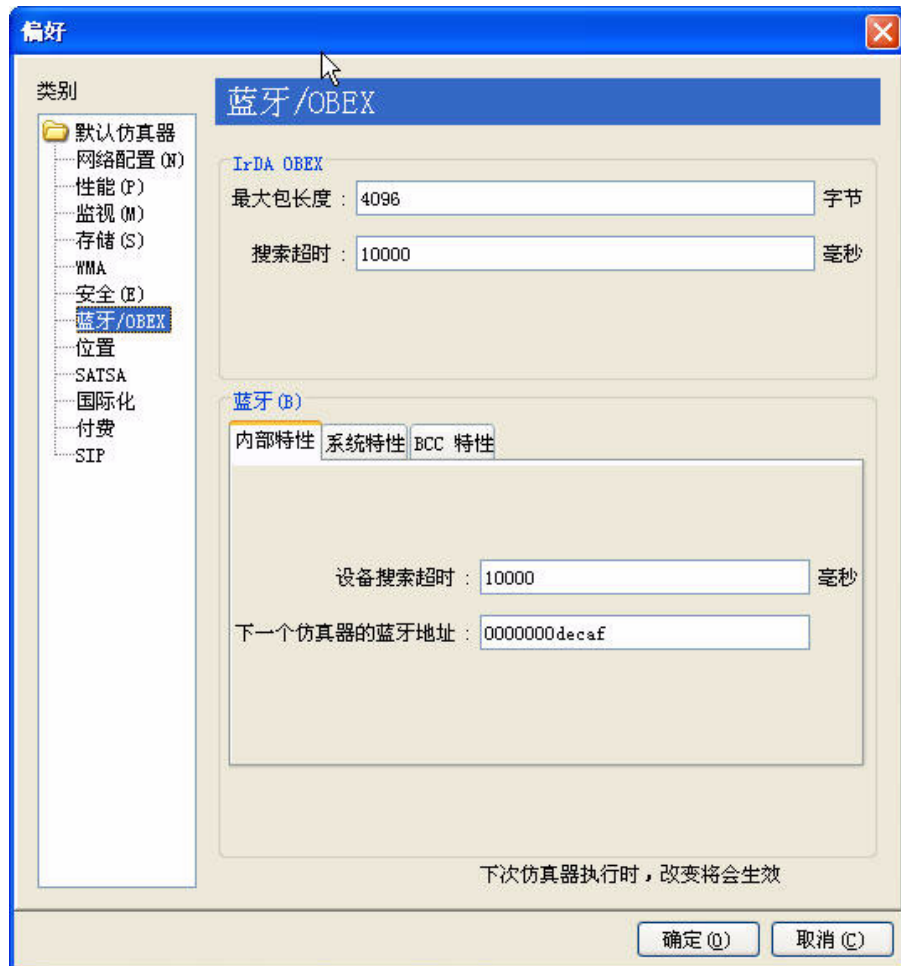 偏好
类别
默认仿真器
网络配置(N)
性能(P)
监视(M)
存储(S)
WMA
安全(E)
蓝牙/OBEX
位置
SATSA
国际化
付费
SIP
蓝牙/OBEX
IrDA OBEX
最大包长度: 4096 字节
搜索超时: 10000 毫秒
蓝牙(B)
内部特性 系统特性 BCC 特性
设备搜索超时: 10000 毫秒
下一个仿真器的蓝牙地址: 0000000decaf
下次仿真器执行时,改变将会生效
确定(O) 取消(C)